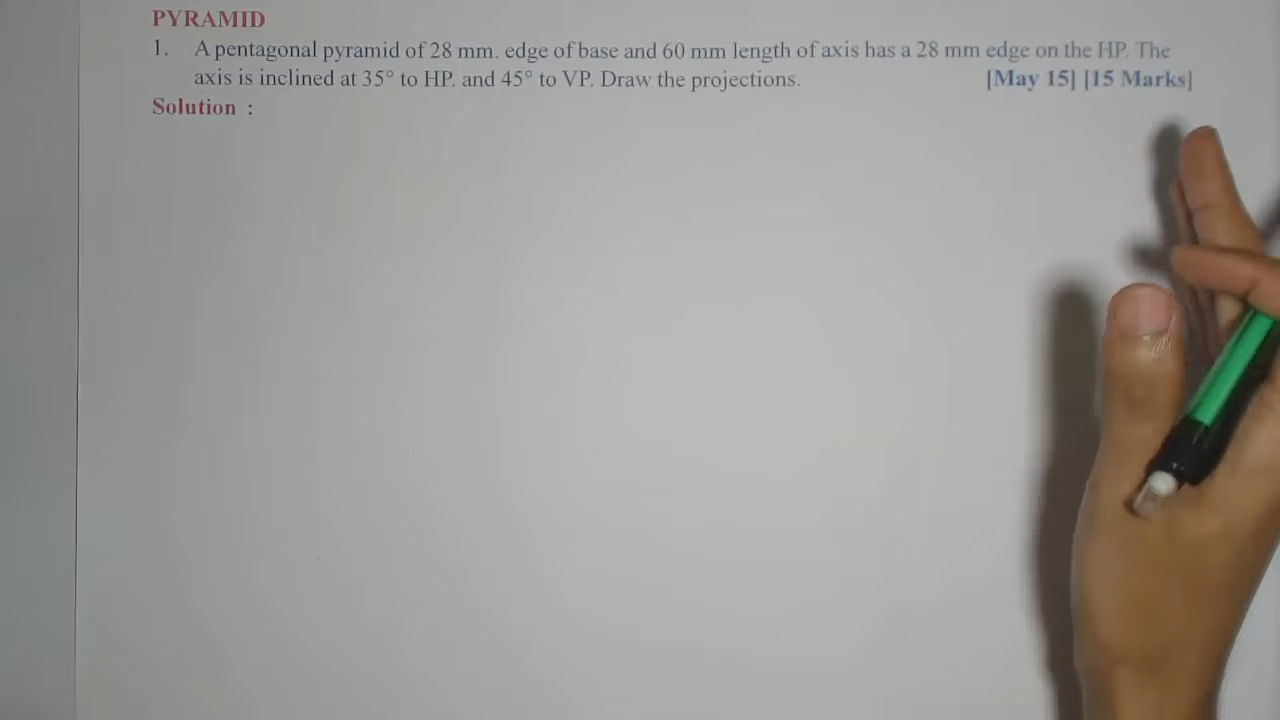 PYRAMID
1. A pentagonal pyramid of 28 mm. edge of base and 60 mm length of axis has a 28 mm edge on the HP. The
axis is inclined at 35° to HP. and 45° to VP. Draw the projections. [May 15] [15 Marks]
Solution :